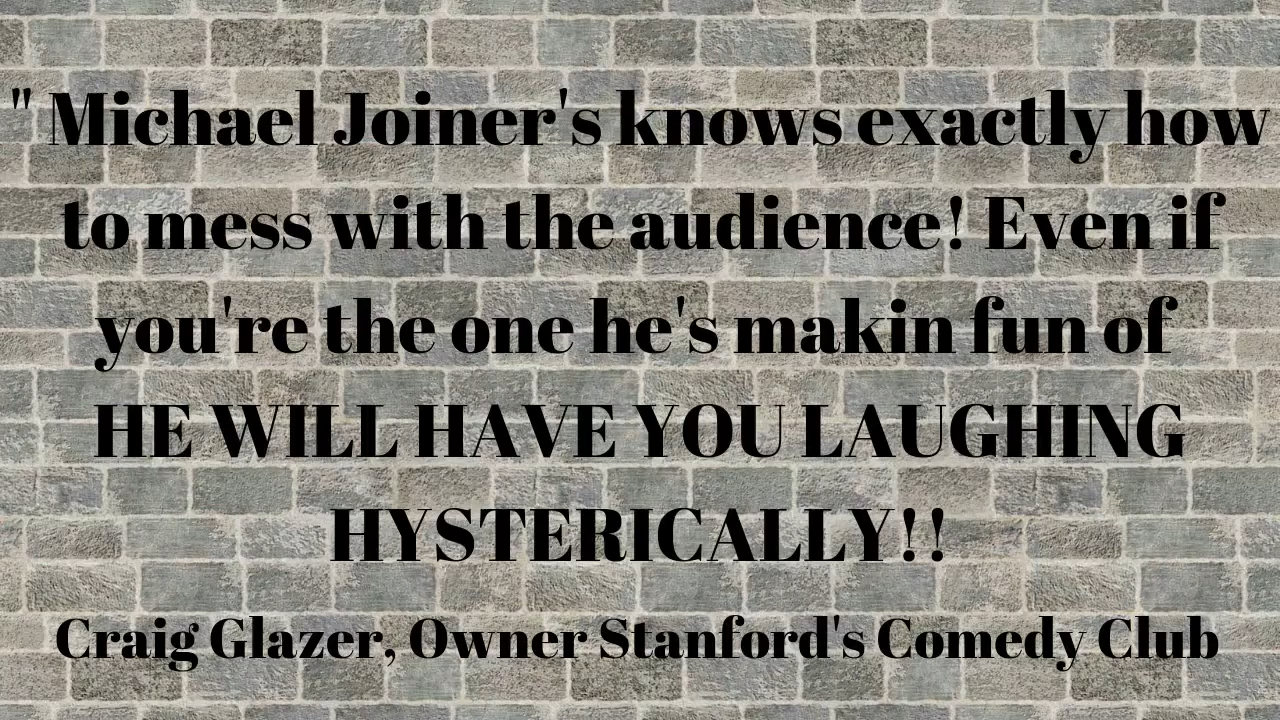 " Michael Joiner's knows exactly how
to mess with the audience! Even if
you're the one he's makin fun of
HE WILL HAVE YOU LAUGHING
HYSTERICALLY!!
Craig Glazer, Owner Stanford's Comedy Club